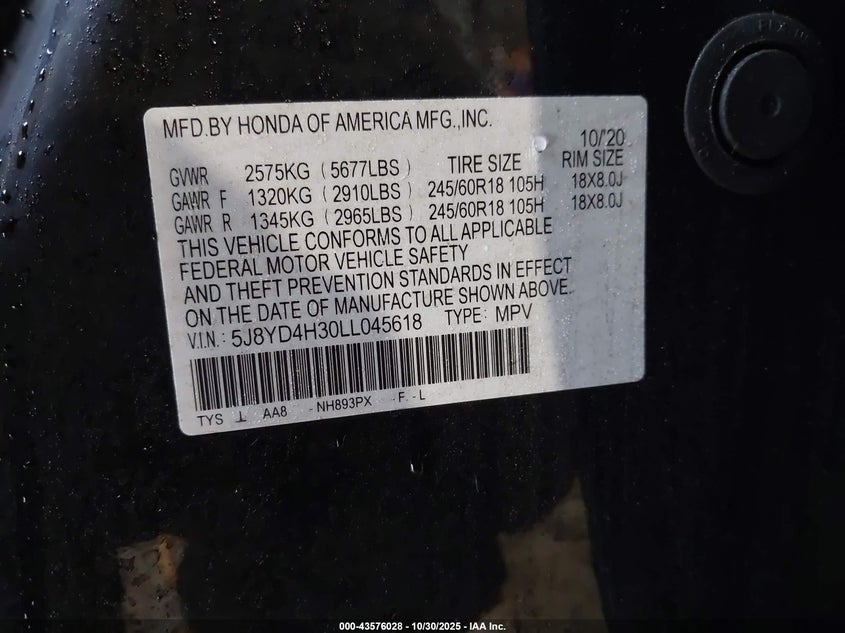 MFD.BY HONDA OF AMERICA MFG.,INC.
10/'20
GVWR 2575KG (5677LBS) TIRE SIZE RIM SIZE
GAWR F 1320KG (2910LBS) 245/60R18 105H 18X8.0J
GAWR R 1345KG (2965LBS) 245/60R18 105H 18X8.0J
THIS VEHICLE CONFORMS TO ALL APPLICABLE
FEDERAL MOTOR VEHICLE SAFETY
AND THEFT PREVENTION STANDARDS IN EFFECT
ON THE DATE OF MANUFACTURE SHOWN ABOVE.
V.I.N.: 5J8YD4H30LL045618 TYPE: MPV
TYS AA8 - NH893PX - F. - L
000-43576028 - 10/30/2025 - IAA Inc.